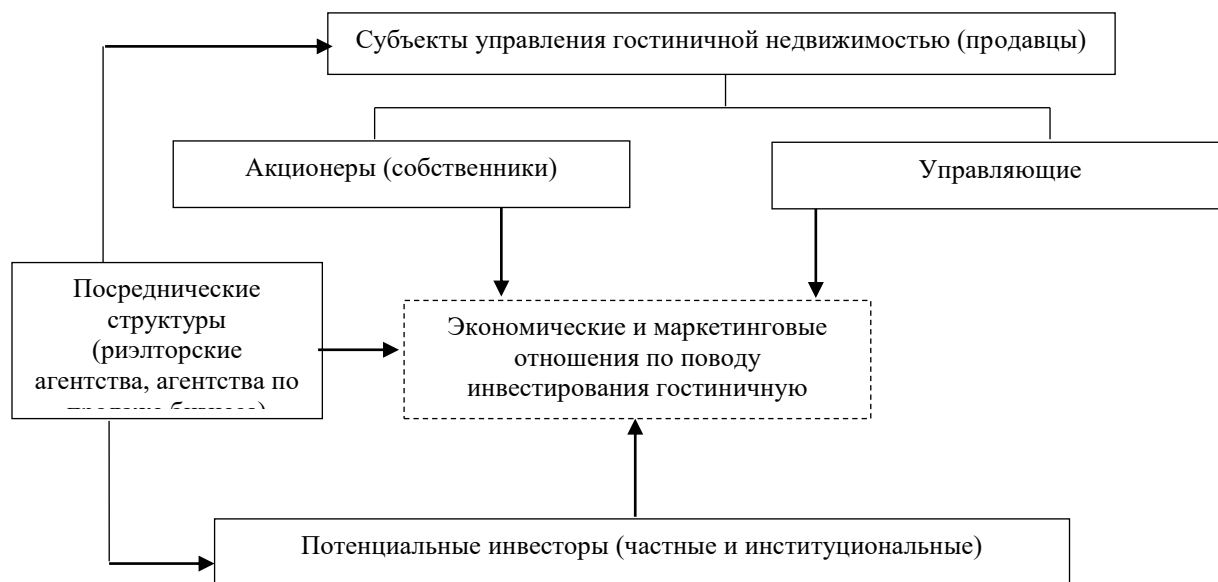 Субъекты управления гостиничной недвижимостью (продавцы)
Акционеры (собственники)
Управляющие
Посреднические
структуры
(риэлторские
агентства, агентства по
Экономические и маркетинговые
отношения по поводу
инвестирования гостиничную
Потенциальные инвесторы (частные и институциональные)